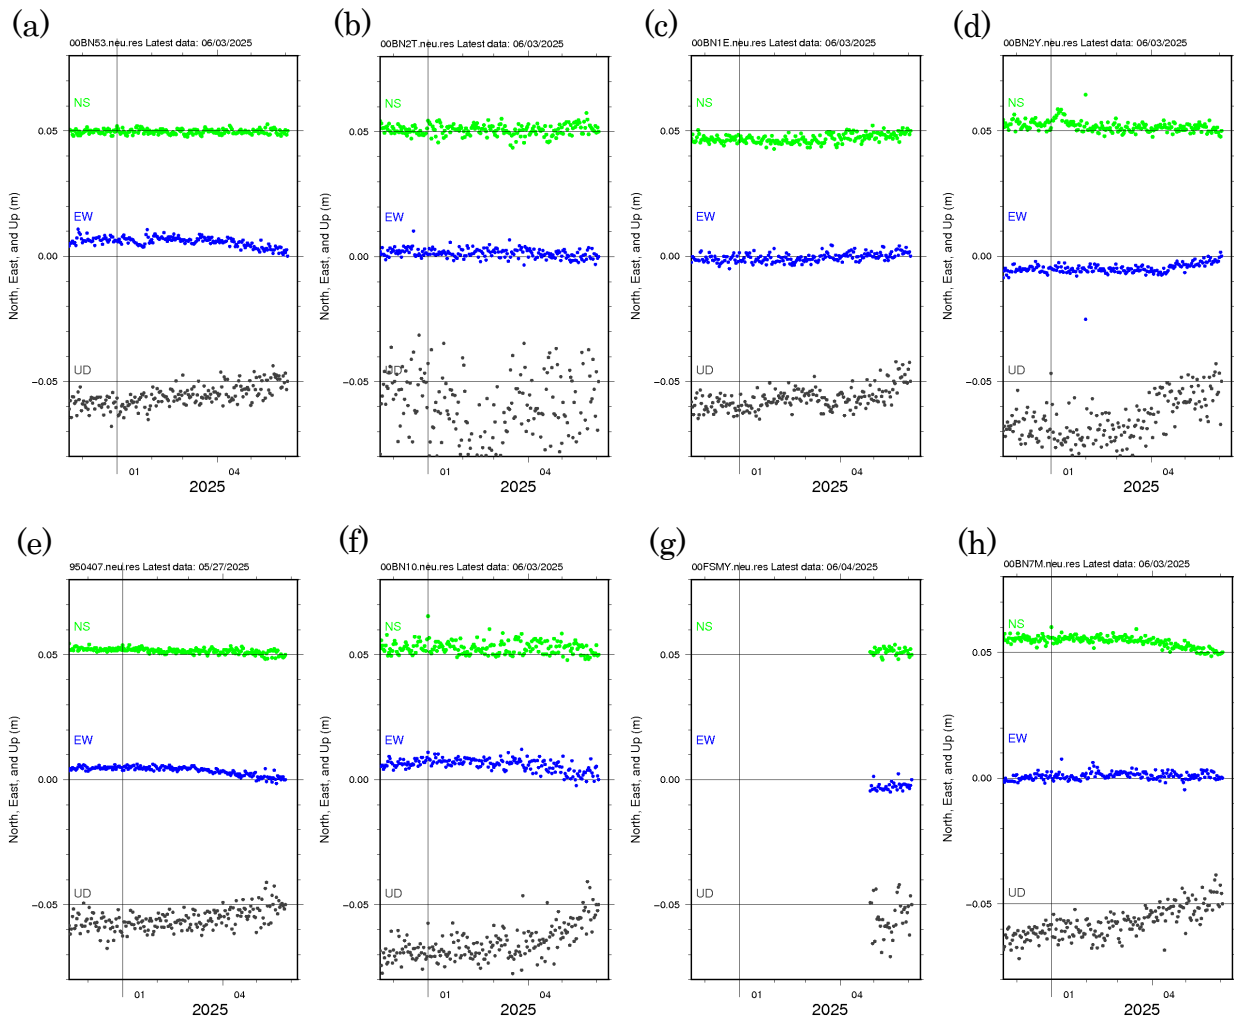 (a)
00BN53.neu.res Latest data: 06/03/2025
NS
0.05
EW
0.00
UD
−0.05
North, East, and Up (m)
01
04
2025
(b)
00BN2T.neu.res Latest data: 06/03/2025
NS
0.05
EW
0.00
UD
−0.05
North, East, and Up (m)
01
04
2025
(c)
00BN1E.neu.res Latest data: 06/03/2025
NS
0.05
EW
0.00
UD
−0.05
North, East, and Up (m)
01
04
2025
(d)
00BN2Y.neu.res Latest data: 06/03/2025
NS
0.05
EW
0.00
UD
−0.05
North, East, and Up (m)
01
04
2025
(e)
950407.neu.res Latest data: 05/27/2025
NS
0.05
EW
0.00
UD
−0.05
North, East, and Up (m)
01
04
2025
(f)
00BN10.neu.res Latest data: 06/03/2025
NS
0.05
EW
0.00
UD
−0.05
North, East, and Up (m)
01
04
2025
(g)
00FSMY.neu.res Latest data: 06/04/2025
NS
0.05
EW
0.00
UD
−0.05
North, East, and Up (m)
01
04
2025
(h)
00BN7M.neu.res Latest data: 06/03/2025
NS
0.05
EW
0.00
UD
−0.05
North, East, and Up (m)
01
04
2025